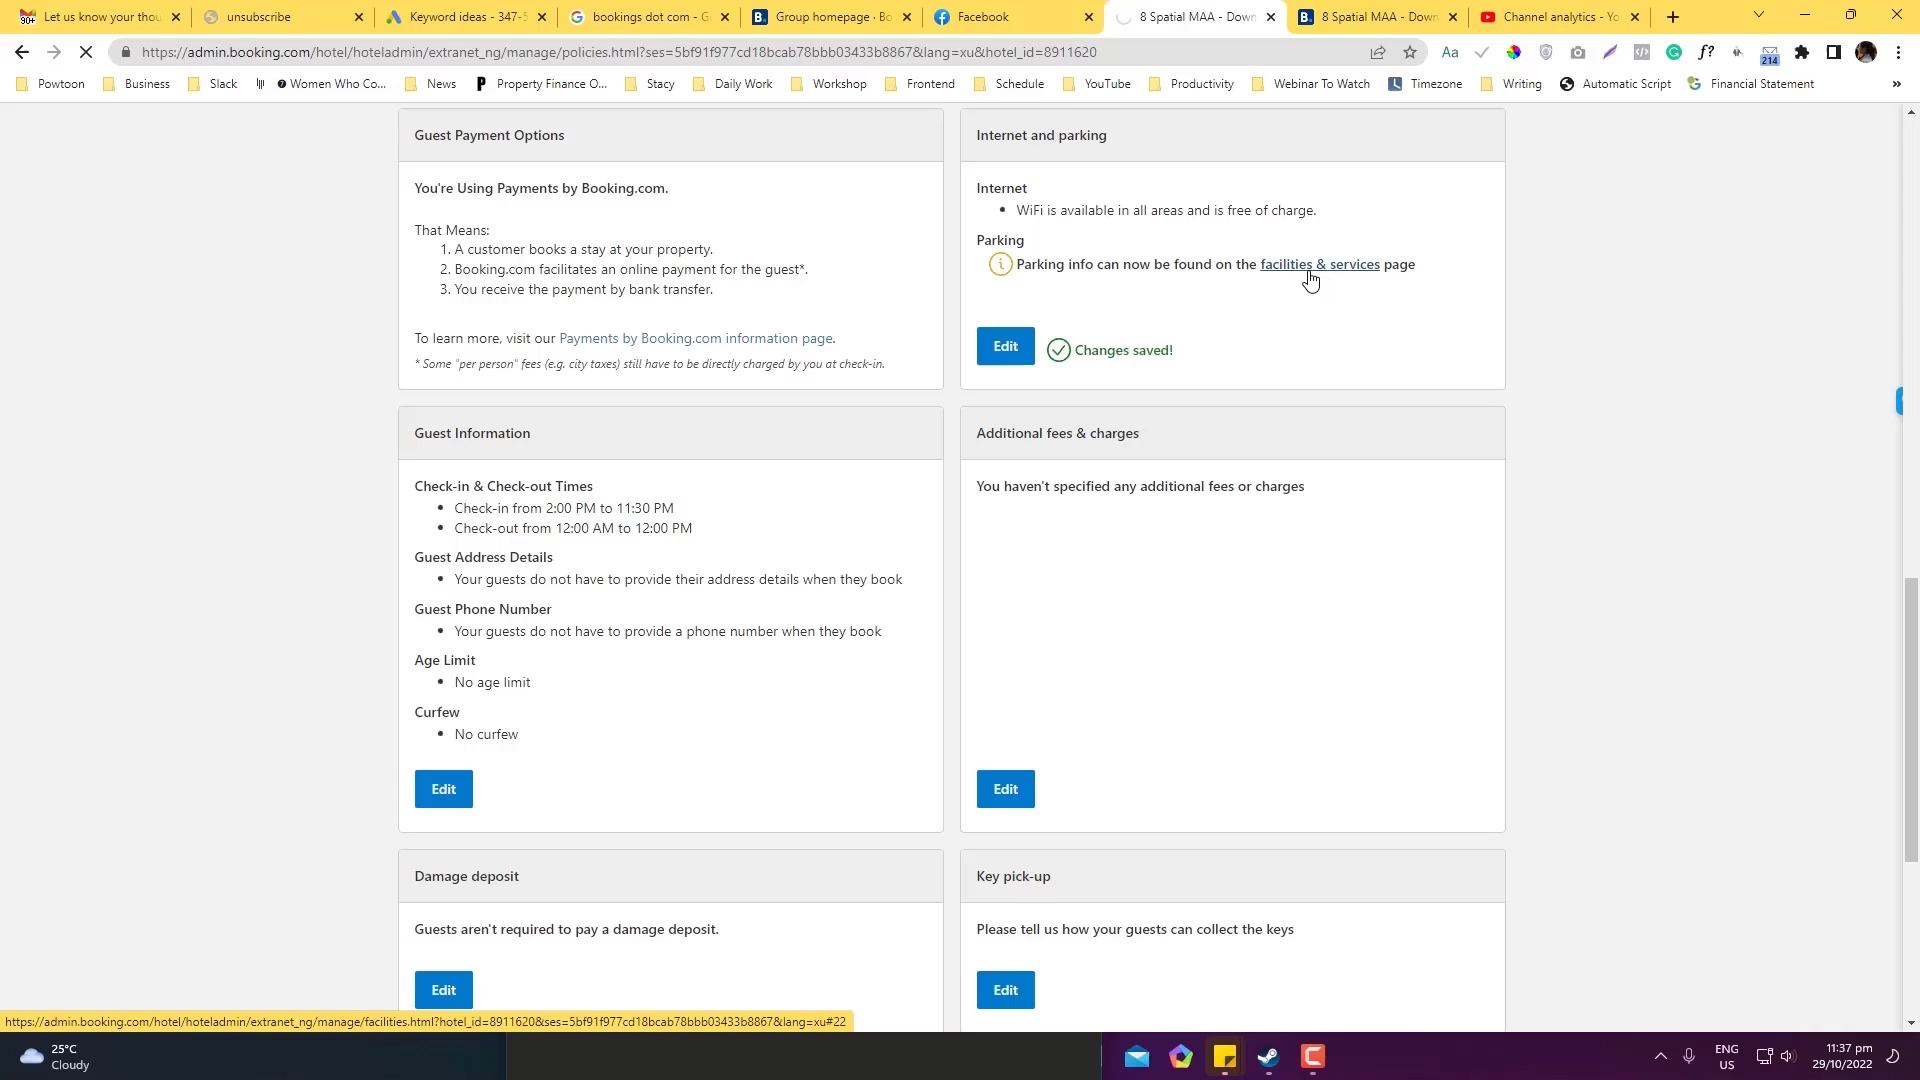 Let us know your thou
unsubscribe
Keyword ideas - 347-5
bookings dot com - G
Group homepage · Bo
Facebook
8 Spatial MAA - Down
8 Spatial MAA - Down
Channel analytics - Yo
https://admin.booking.com/hotel/hoteladmin/extranet_ng/manage/policies.html?ses=5bf91f977cd18bcab78bbb03433b8867&lang=xu&hotel_id=8911620
Aa
f?
214
Powtoon
Business
Slack
Women Who Co...
News
Property Finance O...
Stacy
Daily Work
Workshop
Frontend
Schedule
YouTube
Productivity
Webinar To Watch
Timezone
Writing
Automatic Script
Financial Statement
»
Guest Payment Options
You're Using Payments by Booking.com.
That Means:
1. A customer books a stay at your property.
2. Booking.com facilitates an online payment for the guest*.
3. You receive the payment by bank transfer.
To learn more, visit our Payments by Booking.com information page.
* Some "per person" fees (e.g. city taxes) still have to be directly charged by you at check-in.
Internet and parking
Internet
• WiFi is available in all areas and is free of charge.
Parking
Parking info can now be found on the facilities & services page
Edit
Changes saved!
Guest Information
Check-in & Check-out Times
• Check-in from 2:00 PM to 11:30 PM
• Check-out from 12:00 AM to 12:00 PM
Guest Address Details
• Your guests do not have to provide their address details when they book
Guest Phone Number
• Your guests do not have to provide a phone number when they book
Age Limit
• No age limit
Curfew
• No curfew
Edit
Additional fees & charges
You haven't specified any additional fees or charges
Edit
Damage deposit
Guests aren't required to pay a damage deposit.
Edit
Key pick-up
Please tell us how your guests can collect the keys
Edit
https://admin.booking.com/hotel/hoteladmin/extranet_ng/manage/facilities.html?hotel_id=8911620&ses=5bf91f977cd18bcab78bbb03433b8867&lang=xu#22
25°C
Cloudy
ENG
US
11:37 pm
29/10/2022